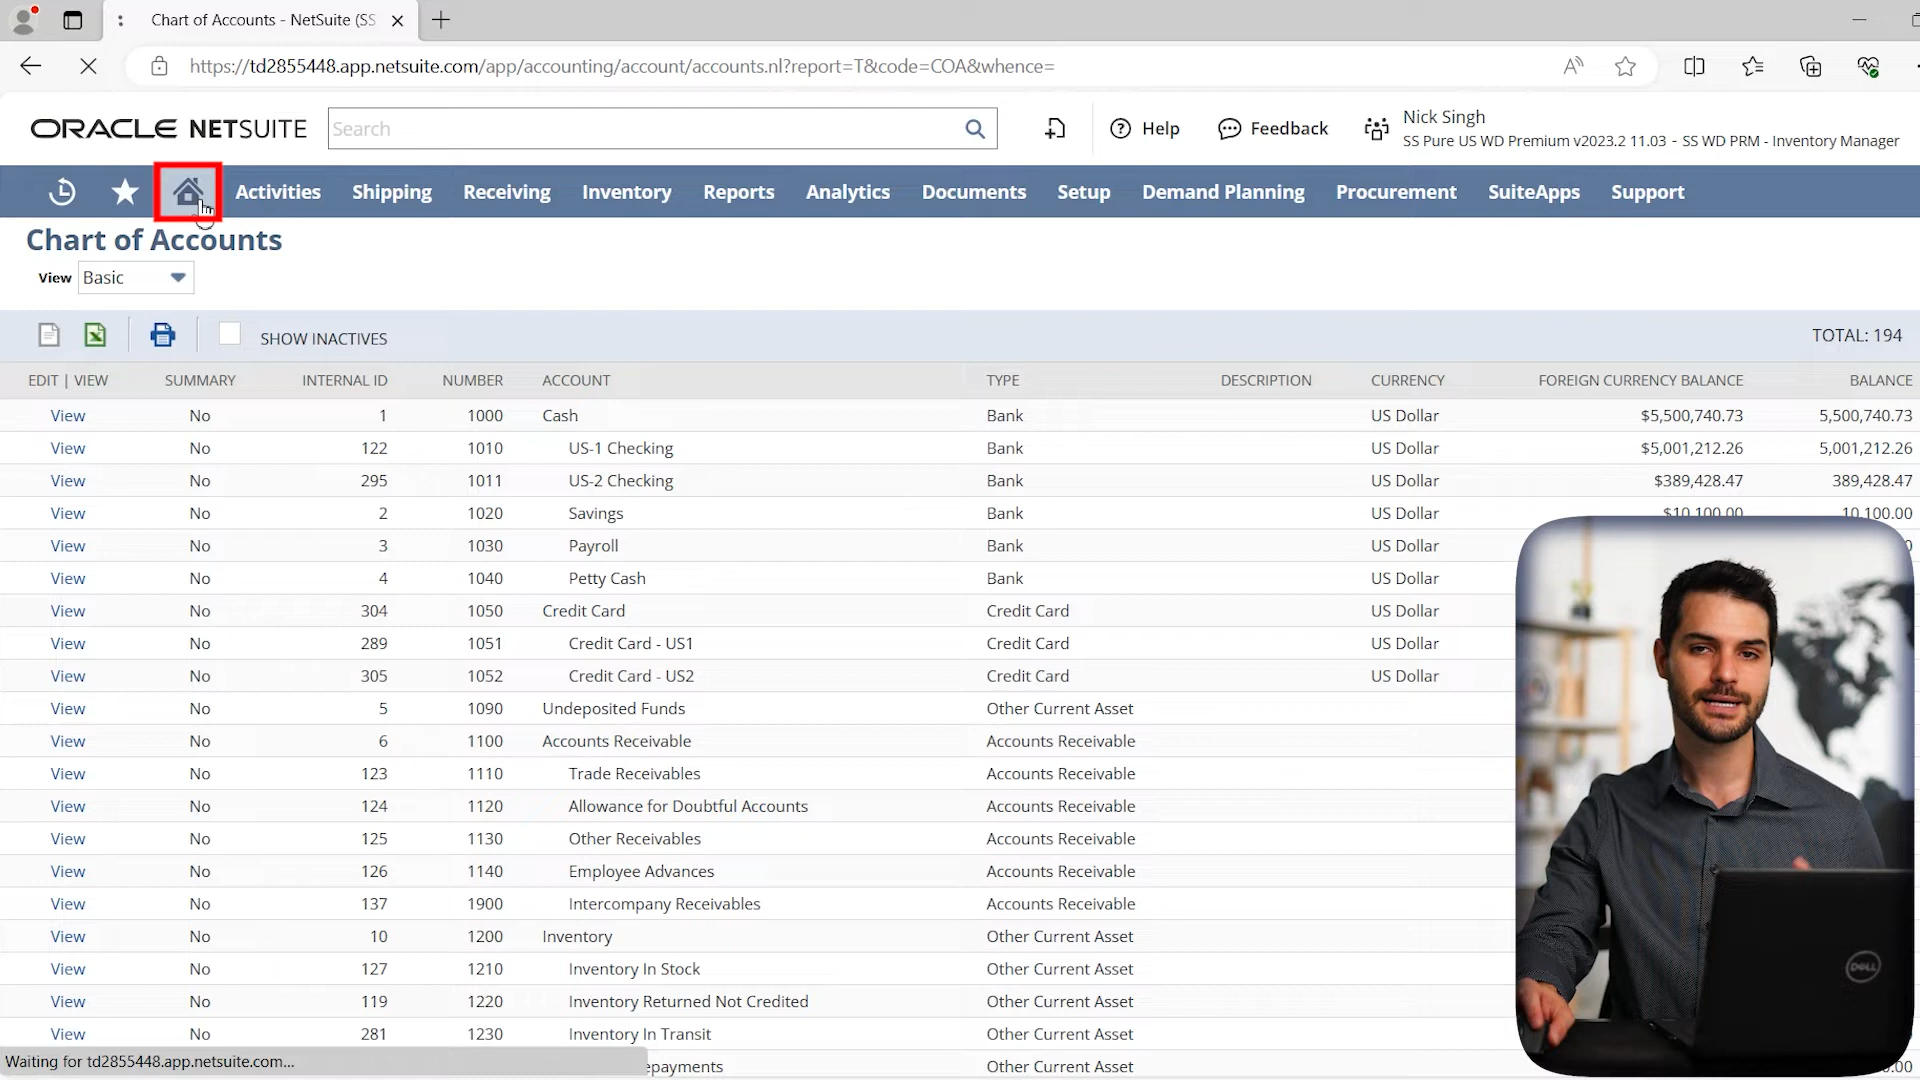 Chart of Accounts - NetSuite (SS
https://td2855448.app.netsuite.com/app/accounting/account/accounts.nl?report=T&code=COA&whence=
ORACLE NETSUITE
Search
Help
Feedback
Nick Singh
SS Pure US WD Premium v2023.2 11.03 - SS WD PRM - Inventory Manager
Activities Shipping Receiving Inventory Reports Analytics Documents Setup Demand Planning Procurement SuiteApps Support
Chart of Accounts
View Basic
SHOW INACTIVES TOTAL: 194
EDIT | VIEW SUMMARY INTERNAL ID NUMBER ACCOUNT TYPE DESCRIPTION CURRENCY FOREIGN CURRENCY BALANCE BALANCE
View No 1 1000 Cash Bank US Dollar $5,500,740.73 5,500,740.73
View No 122 1010 US-1 Checking Bank US Dollar $5,001,212.26 5,001,212.26
View No 295 1011 US-2 Checking Bank US Dollar $389,428.47 389,428.47
View No 2 1020 Savings Bank US Dollar $10,100.00 10,100.00
View No 3 1030 Payroll Bank US Dollar
View No 4 1040 Petty Cash Bank US Dollar
View No 304 1050 Credit Card Credit Card US Dollar
View No 289 1051 Credit Card - US1 Credit Card US Dollar
View No 305 1052 Credit Card - US2 Credit Card US Dollar
View No 5 1090 Undeposited Funds Other Current Asset
View No 6 1100 Accounts Receivable Accounts Receivable
View No 123 1110 Trade Receivables Accounts Receivable
View No 124 1120 Allowance for Doubtful Accounts Accounts Receivable
View No 125 1130 Other Receivables Accounts Receivable
View No 126 1140 Employee Advances Accounts Receivable
View No 137 1900 Intercompany Receivables Accounts Receivable
View No 10 1200 Inventory Other Current Asset
View No 127 1210 Inventory In Stock Other Current Asset
View No 119 1220 Inventory Returned Not Credited Other Current Asset
View No 281 1230 Inventory In Transit Other Current Asset
Waiting for td2855448.app.netsuite.com... epayments Other Current Asset
DELL